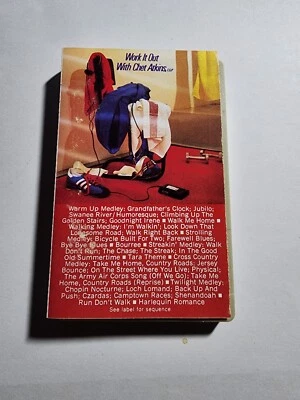 Work It Out
With Chet Atkins, CGP
Warm Up Medley: Grandfather's Clock; Jubilo;
Swanee River/Humoresque; Climbing Up The
Golden Stairs; Goodnight Irene ■ Walk Me Home ■
Walking Medley: I'm Walkin'; Look Down That
Lonesome Road; Walk Right Back ■ Strolling
Medley; Bicycle Built For Two; Farewell Blues;
Bye Bye Blues ■ Bourree ■ Streakin' Medley: Walk
Don't Run; The Chase; The Streak; In The Good
Old Summertime ■ Tara Theme ■ Cross Country
Medley: Take Me Home, Country Roads; Jersey
Bounce; On The Street Where You Live; Physical;
The Army Air Corps Song (Off We Go); Take Me
Home, Country Roads (Reprise) ■ Twilight Medley:
Chopin Nocturne; Loch Lomand; Back Up And
Push; Czardas; Camptown Races; Shenandoah ■
Run Don't Walk ■ Harlequin Romance
See label for sequence